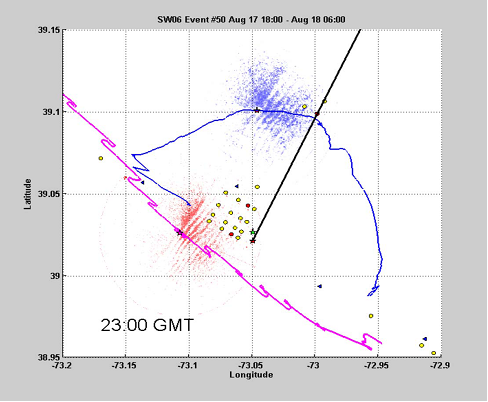 SW06 Event #50 Aug 17 18:00 - Aug 18 06:00
39.15
39.1
39.05
39
38.95
Latitude
23:00 GMT
-73.2 -73.15 -73.1 -73.05 -73 -72.95 -72.9
Longitude